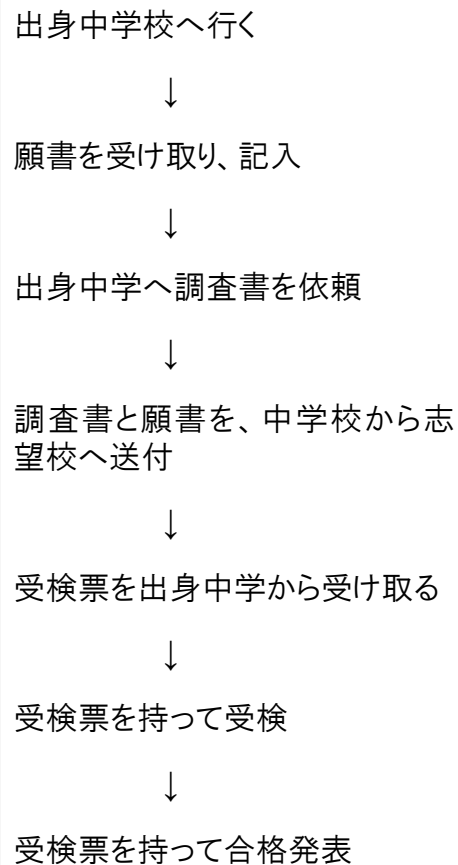 出身中学校へ行く
↓
願書を受け取り、記入
↓
出身中学へ調査書を依頼
↓
調査書と願書を、中学校から志
望校へ送付
↓
受検票を出身中学から受け取る
↓
受検票を持って受検
↓
受検票を持って合格発表